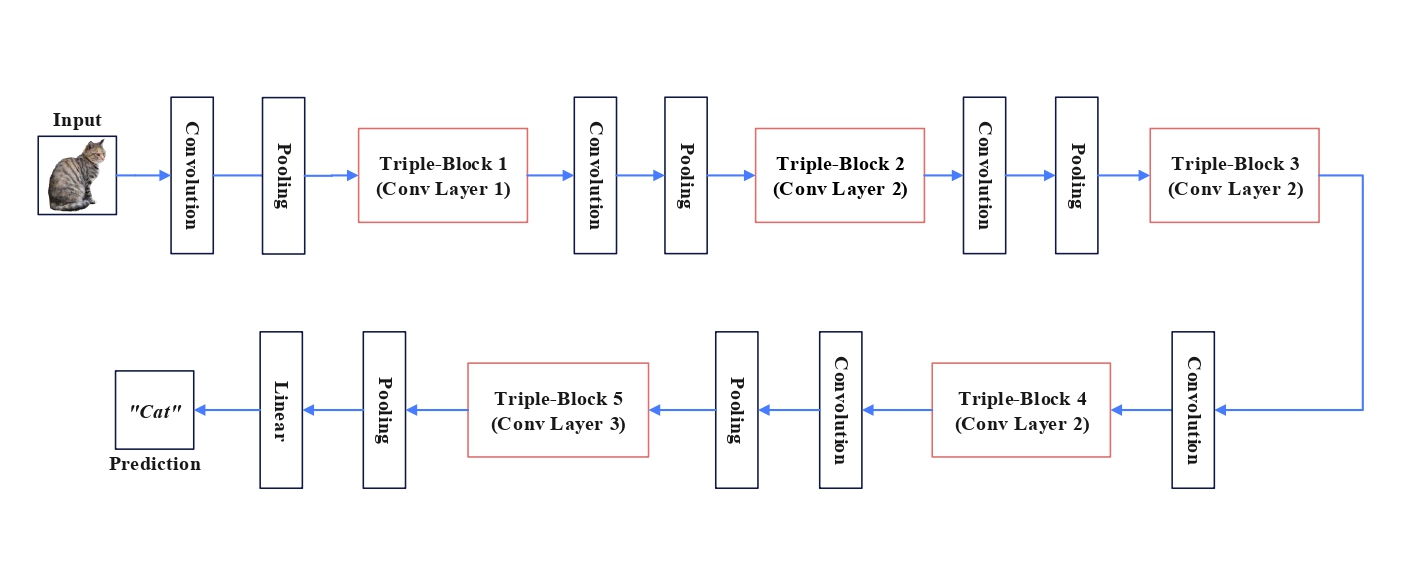 Input
Convolution
Pooling
Triple-Block 1
(Conv Layer 1)
Convolution
Pooling
Triple-Block 2
(Conv Layer 2)
Convolution
Pooling
Triple-Block 3
(Conv Layer 2)
Convolution
Triple-Block 4
(Conv Layer 2)
Convolution
Pooling
Triple-Block 5
(Conv Layer 3)
Pooling
Linear
"Cat"
Prediction